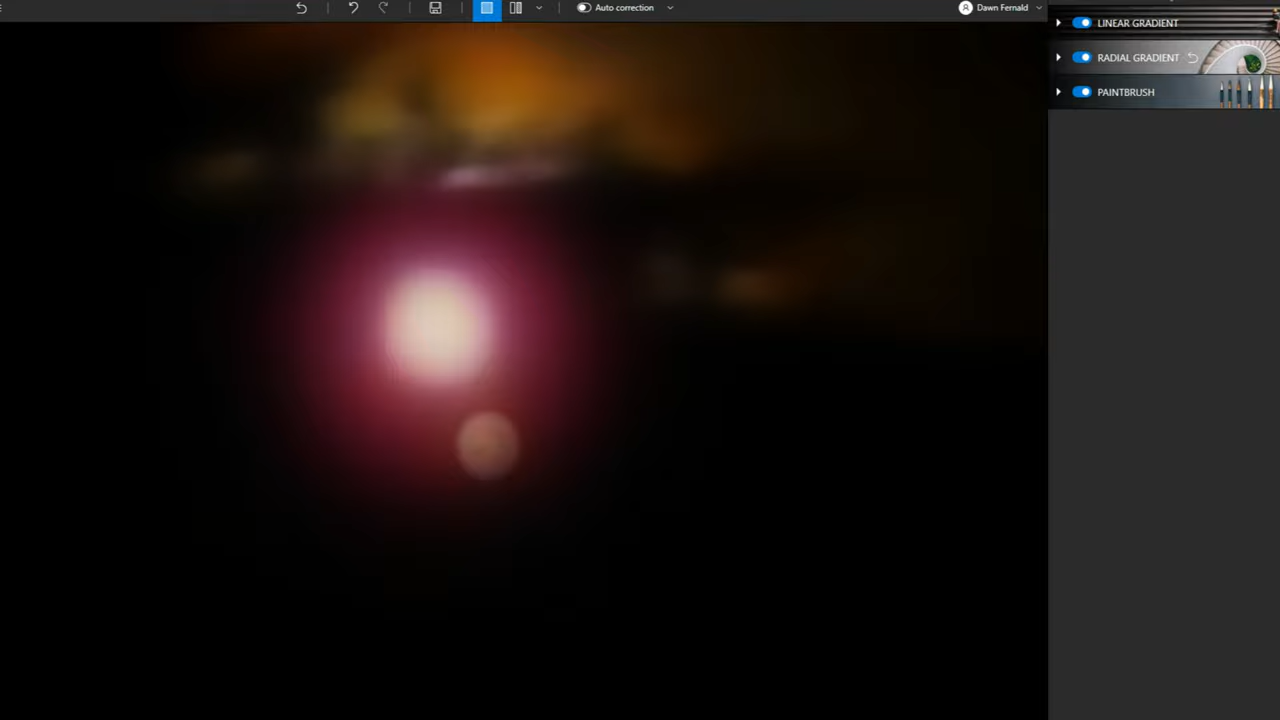 Auto correction
Dawn Fernald
LINEAR GRADIENT
RADIAL GRADIENT
PAINTBRUSH